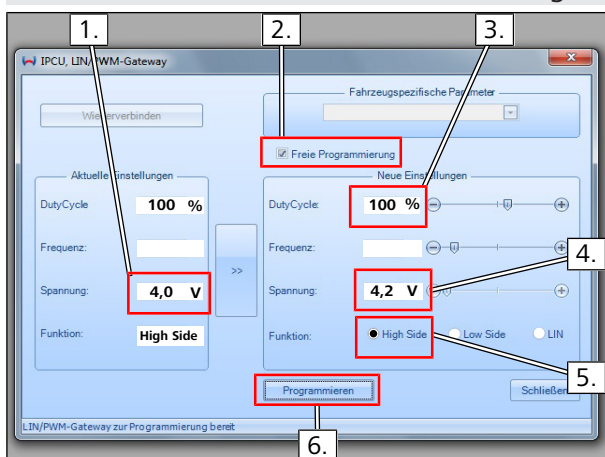 1.
2.
3.
IPCU, LIN/PWM-Gateway
Fahrzeugspezifische Parameter
Wiederverbinden
Freie Programmierung
Aktuelle Einstellungen
Neue Einstellungen
DutyCycle
100 %
DutyCycle:
100 %
Frequenz:
Frequenz:
>>
4.
Spannung:
4,0 V
Spannung:
4,2 V
Funktion:
High Side
Funktion:
High Side
Low Side
LIN
5.
Programmieren
Schließen
LIN/PWM-Gateway zur Programmierung bereit
6.